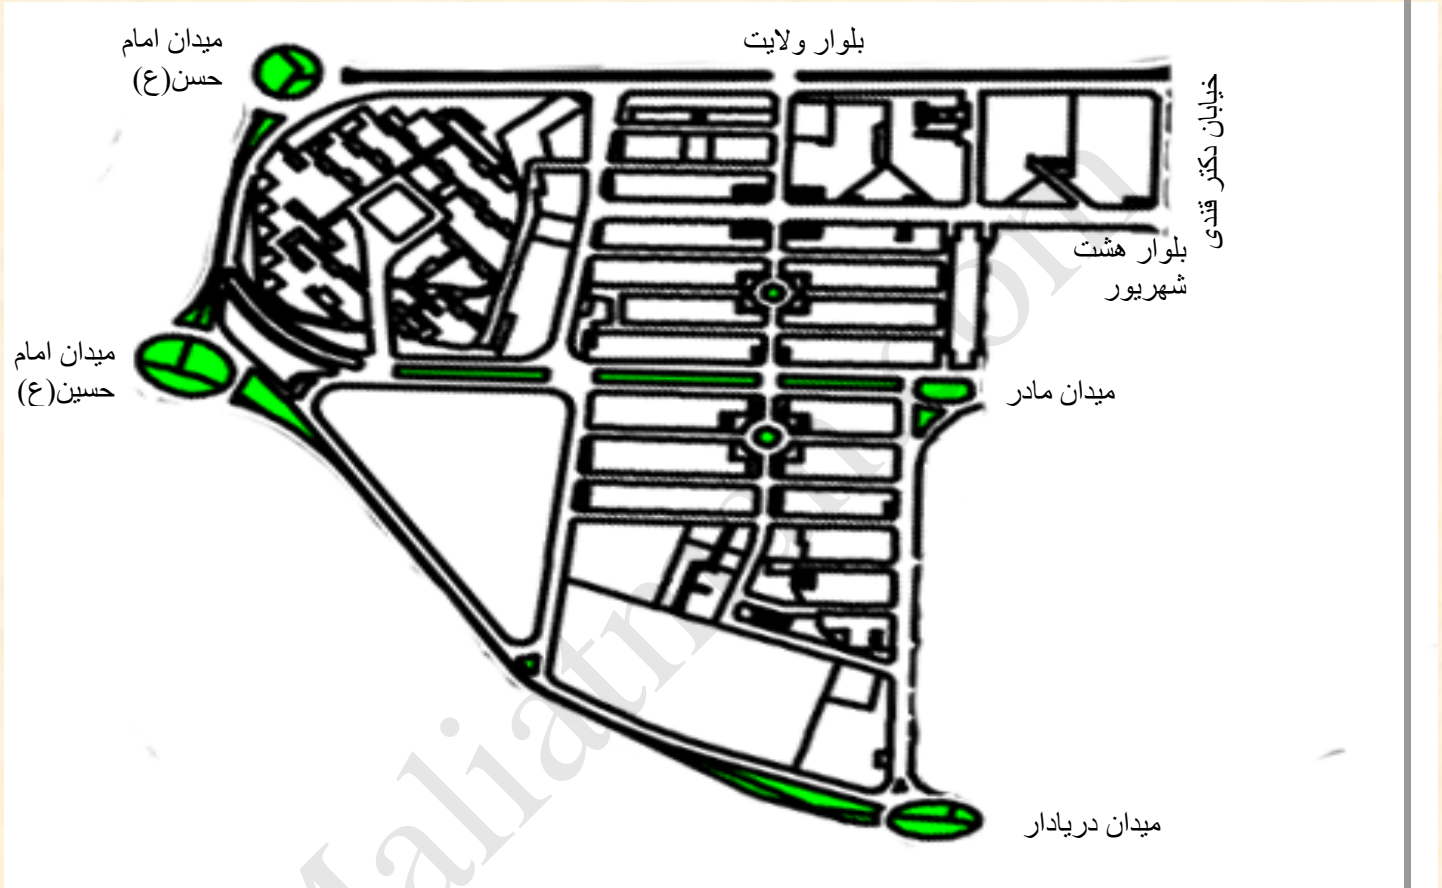 میدان امام
حسن(ع)
بلوار ولایت
خیابان دکتر قندی
بلوار هشت
شهریور
میدان امام
حسین(ع)
میدان مادر
میدان دریادار